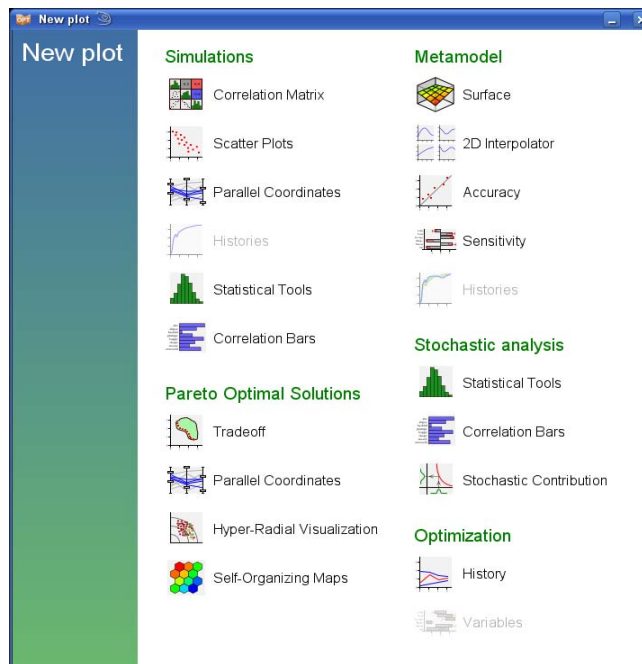 New plot
New plot
Simulations
Correlation Matrix
Scatter Plots
Parallel Coordinates
Histories
Statistical Tools
Correlation Bars
Pareto Optimal Solutions
Tradeoff
Parallel Coordinates
Hyper-Radial Visualization
Self-Organizing Maps
Metamodel
Surface
2D Interpolator
Accuracy
Sensitivity
Histories
Stochastic analysis
Statistical Tools
Correlation Bars
Stochastic Contribution
Optimization
History
Variables